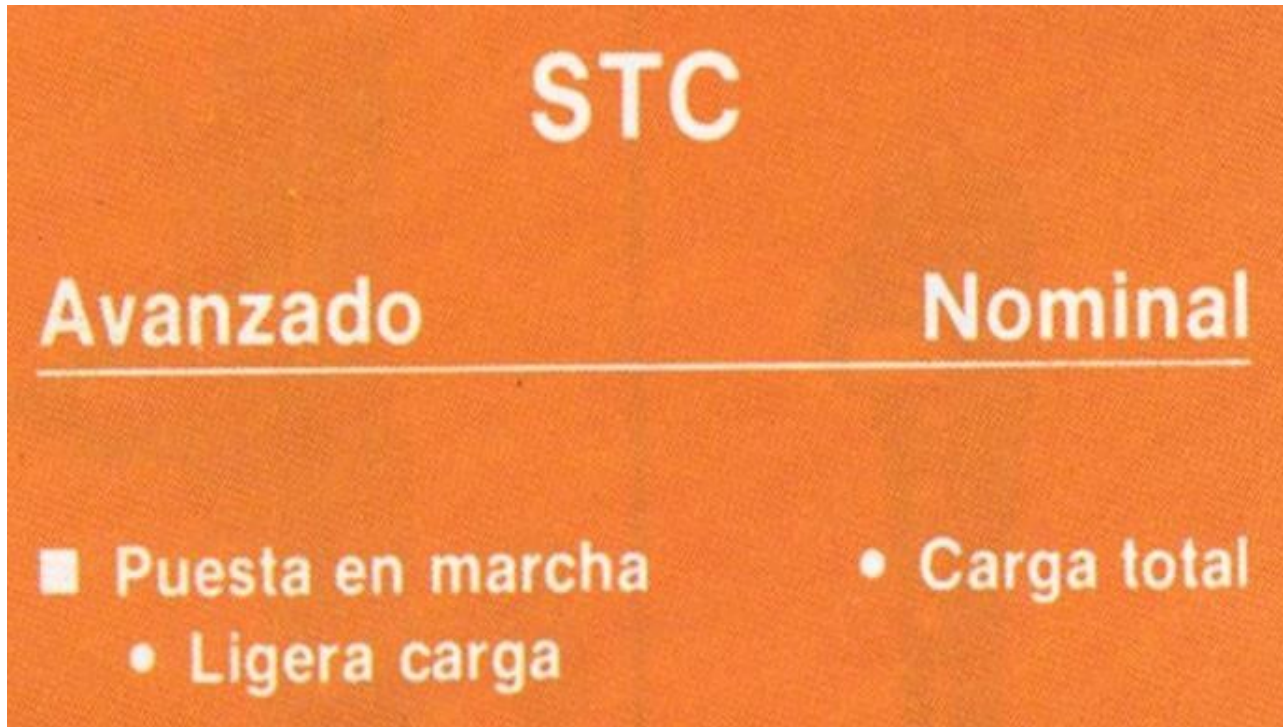 STC
Avanzado Nominal
■ Puesta en marcha • Carga total
• Ligera carga